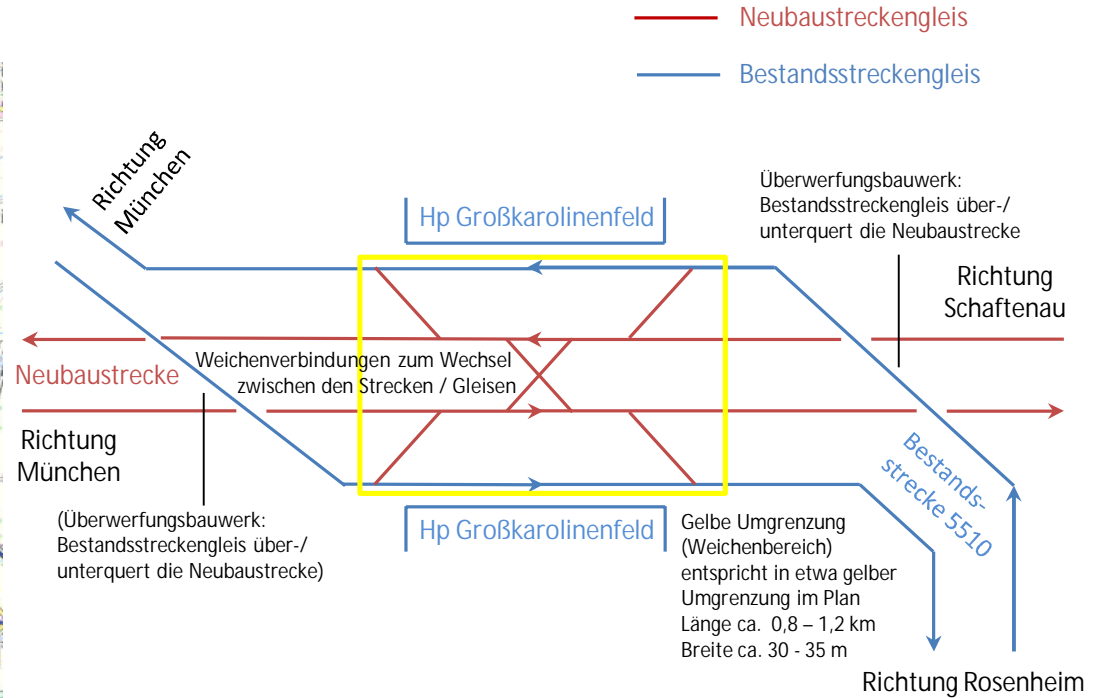 Neubaustreckengleis
Bestandsstreckengleis
Richtung
München
Hp Großkarolinenfeld
Überwerfungsbauwerk:
Bestandsstreckengleis über-/
unterquert die Neubaustrecke
Richtung
Schaftenau
Weichenverbindungen zum Wechsel
zwischen den Strecken / Gleisen
Neubaustrecke
Richtung
München
(Überwerfungsbauwerk:
Bestandsstreckengleis über-/
unterquert die Neubaustrecke)
Hp Großkarolinenfeld
Gelbe Umgrenzung
(Weichenbereich)
entspricht in etwa gelber
Umgrenzung im Plan
Länge ca. 0,8 – 1,2 km
Breite ca. 30 - 35 m
Bestands-
strecke 5510
Richtung Rosenheim